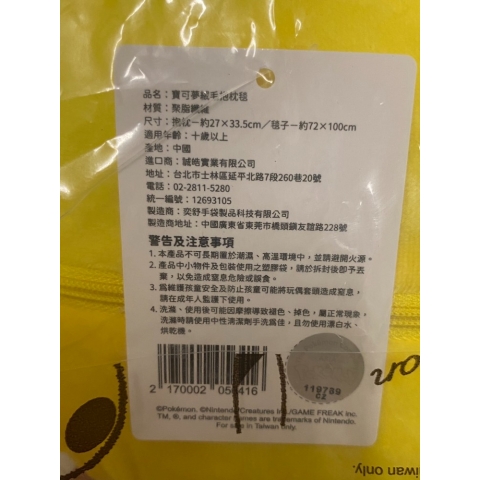 品名：寶可夢絨毛抱枕毯
材質：聚脂纖維
尺寸：抱枕－約27×33.5cm／毯子－約72×100cm
適用年齡：十歲以上
產地：中國
進口商：誠皓實業有限公司
地址：台北市士林區延平北路7段260巷20號
電話：02-2811-5280
統一編號：12693105
製造商：奕舒手袋製品科技有限公司
製造商地址：中國廣東省東莞市橋頭鎮友誼路228號
警告及注意事項
1. 本產品不可長期置於潮濕、高溫環境中，並請避開火源。
2. 產品中小物件及包裝使用之塑膠袋，請於拆封後即予丟
棄，以免造成危險或誤食。
3. 爲維護孩童安全及防止孩童可能將玩偶套頭造成窒息，
請在成年人監護下使用。
4. 洗滌、使用後可能因摩擦導致褪色、掉色，屬正常現象，
洗滌時請使用中性清潔劑手洗爲佳，且勿使用漂白水、
烘乾機。
2 170002 050416
119789
CZ
©Pokémon. ©Nintendo/Creatures Inc./GAME FREAK inc.
TM, ®, and character names are trademarks of Nintendo.
For sale in Taiwan only.
iwan only.